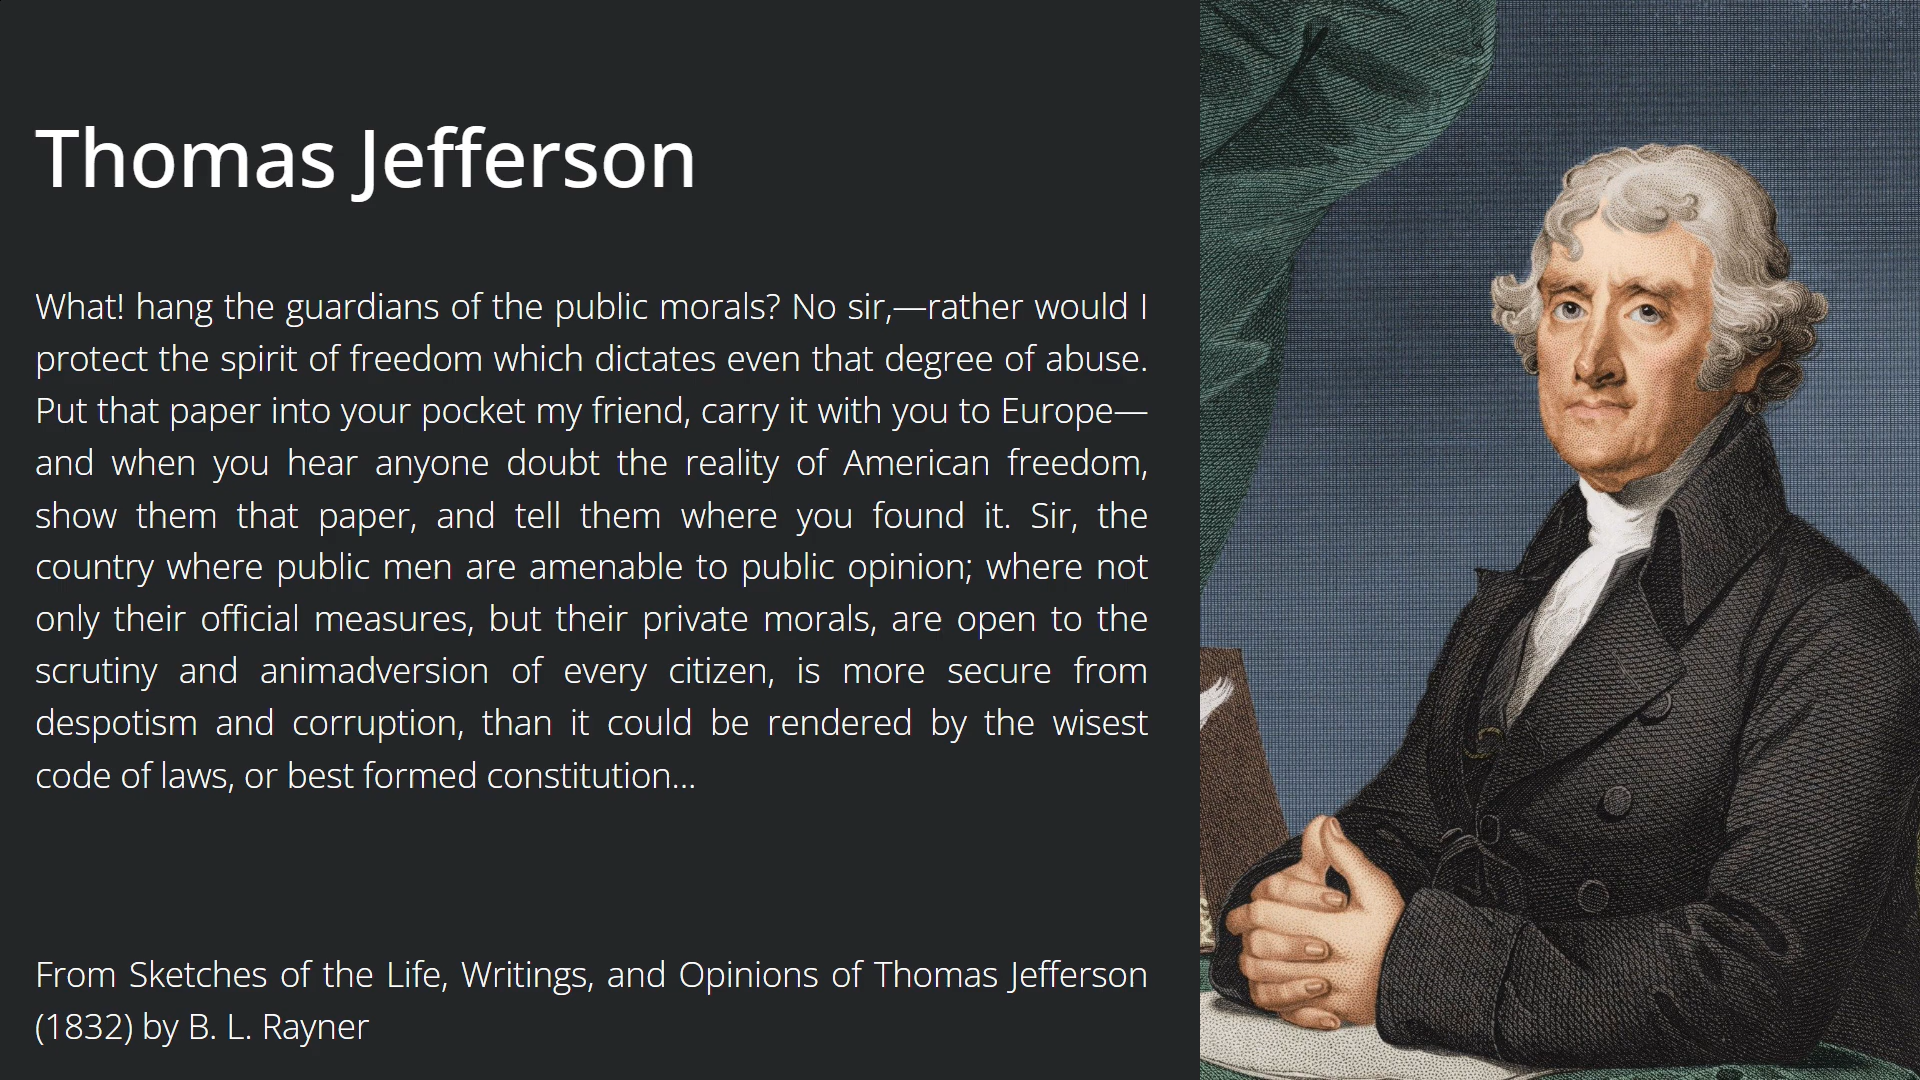 Thomas Jefferson
What! hang the guardians of the public morals? No sir,—rather would I
protect the spirit of freedom which dictates even that degree of abuse.
Put that paper into your pocket my friend, carry it with you to Europe—
and when you hear anyone doubt the reality of American freedom,
show them that paper, and tell them where you found it. Sir, the
country where public men are amenable to public opinion; where not
only their official measures, but their private morals, are open to the
scrutiny and animadversion of every citizen, is more secure from
despotism and corruption, than it could be rendered by the wisest
code of laws, or best formed constitution...
From Sketches of the Life, Writings, and Opinions of Thomas Jefferson
(1832) by B. L. Rayner